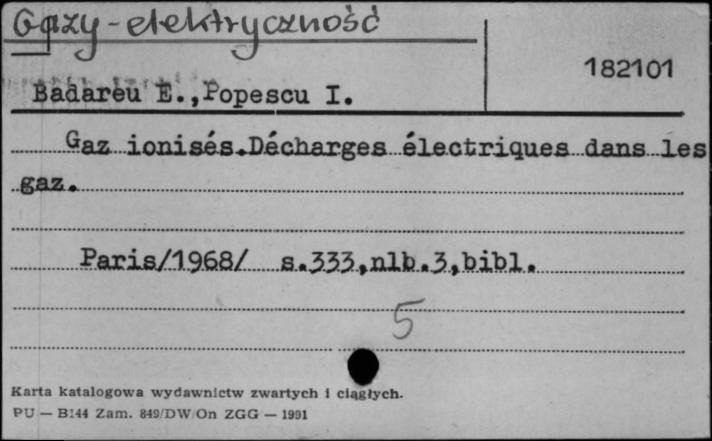 Gazy-elektryczność
182101
Badareu E.,Popescu I.
Gaz ionisés.Décharges électriques dans les
gaz.
Paris/1968/ s.333,nlb.3,bibl.
5
Karta katalogowa wydawnictw zwartych i ciągłych.
PU — B144 Zam. 849/DW/On ZGG — 1991